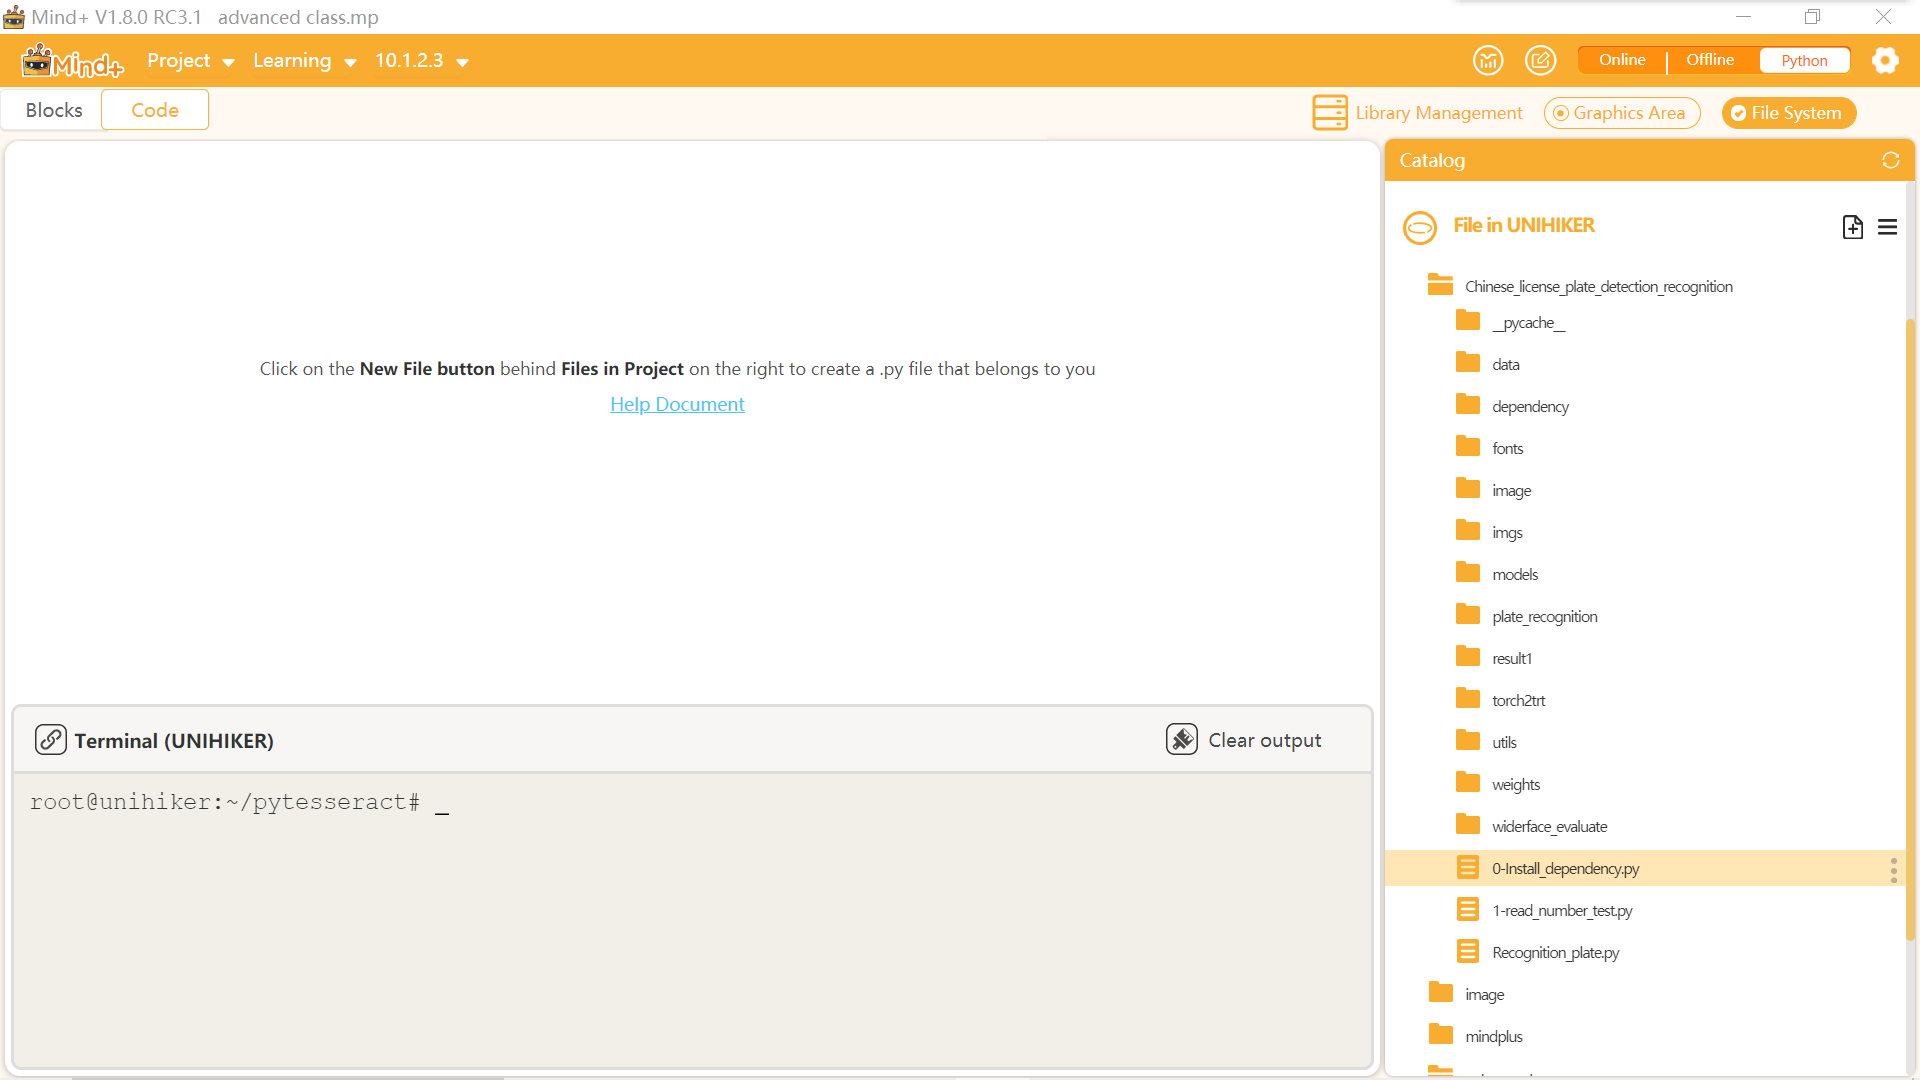 Mind+ V1.8.0 RC3.1 advanced class.mp
Mind+ Project Learning 10.1.2.3 Online Offline Python
Blocks Code Library Management Graphics Area File System
Click on the New File button behind Files in Project on the right to create a .py file that belongs to you
Help Document
Terminal (UNIHIKER) Clear output
root@unihiker:~/pytesseract# _
Catalog
File in UNIHIKER
Chinese_license_plate_detection_recognition
__pycache__
data
dependency
fonts
image
imgs
models
plate_recognition
result1
torch2trt
utils
weights
widerface_evaluate
0-Install_dependency.py
1-read_number_test.py
Recognition_plate.py
image
mindplus